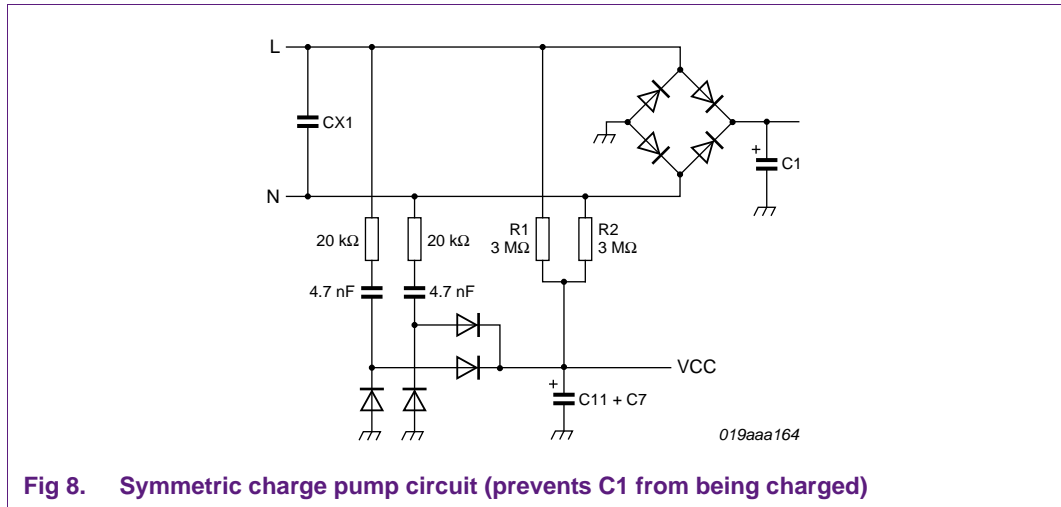 L
CX1
+
C1
N
20 kΩ
20 kΩ
R1
3 MΩ
R2
3 MΩ
4.7 nF
4.7 nF
VCC
+
C11 + C7
019aaa164
Fig 8. Symmetric charge pump circuit (prevents C1 from being charged)